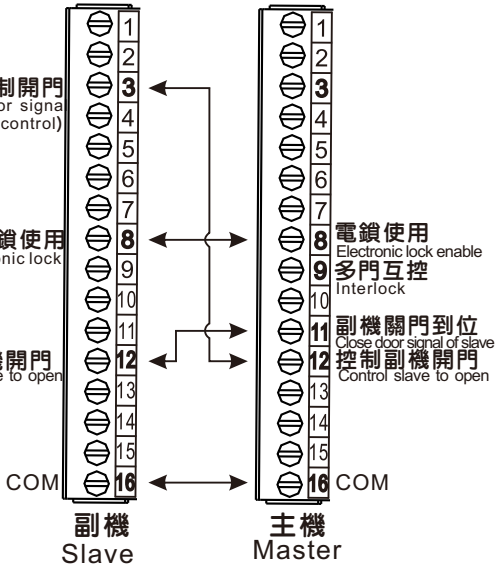 1 1
2 2
制開門 3 3
or signa
control) 4 4
5 5
6 6
7 7
鎖使用 8 8 電鎖使用
nic lock Electronic lock enable
9 9 多門互控
Interlock
10 10
11 11 副機關門到位
Close door signal of slave
開門 12 12 控制副機開門
to open Control slave to open
13 13
14 14
15 15
COM 16 16 COM
副機 主機
Slave Master